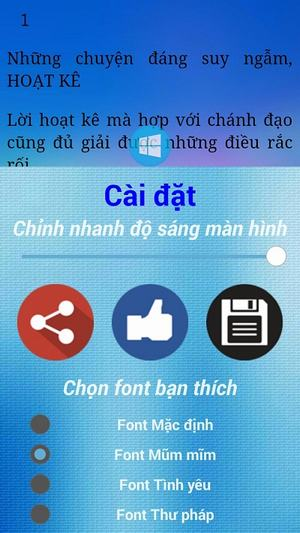 1
Những chuyện đáng suy ngẫm,
HOẠT KÊ
Lời hoạt kê mà hợp với chánh đạo
cũng đủ giải được những điều rắc
rối
Cài đặt
Chỉnh nhanh độ sáng màn hình
Chọn font bạn thích
Font Mặc định
Font Mũm mĩm
Font Tình yêu
Font Thư pháp